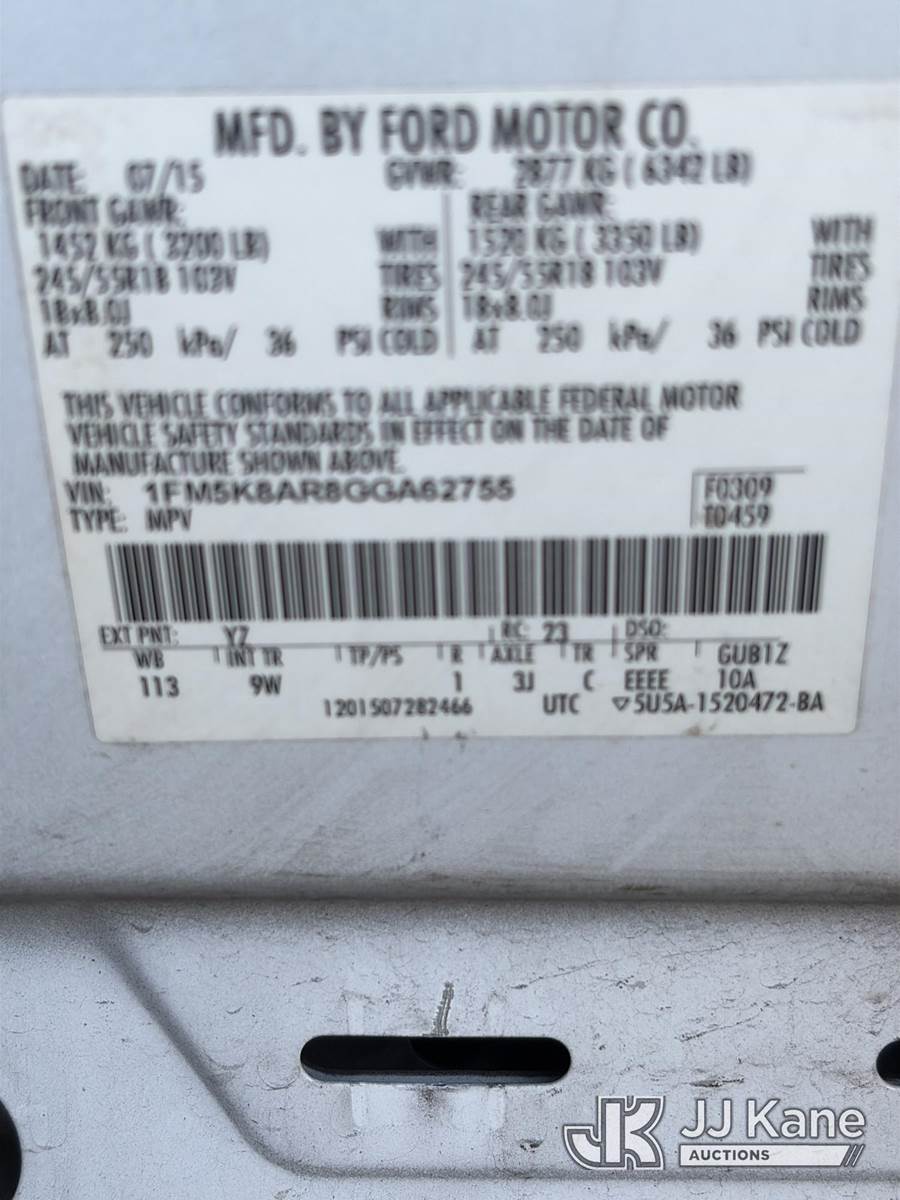 MFD. BY FORD MOTOR CO.
DATE: 07/15 GVWR: 2877 KG ( 6342 LB)
FRONT GAWR: REAR GAWR:
1452 KG ( 3200 LB) WITH 1520 KG ( 3350 LB) WITH
245/55R18 103V TIRES 245/55R18 103V TIRES
18x8.0J RIMS 18x8.0J RIMS
AT 250 kPa/ 36 PSI COLD AT 250 kPa/ 36 PSI COLD
THIS VEHICLE CONFORMS TO ALL APPLICABLE FEDERAL MOTOR
VEHICLE SAFETY STANDARDS IN EFFECT ON THE DATE OF
MANUFACTURE SHOWN ABOVE.
VIN: 1FM5K8AR8GGA62755 F0309
TYPE: MPV T0459
EXT PNT: YZ RC: 23 DSO:
WB INT TR TP/PS R AXLE TR SPR GUB1Z
113 9W 1 3J C EEEE 10A
1201507282466 UTC ▽5U5A-1520472-BA
JK JJ Kane
AUCTIONS